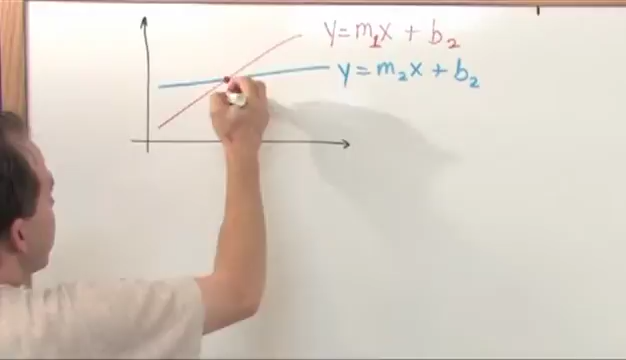 y=m₁x + b₂
y=m₂x + b₂